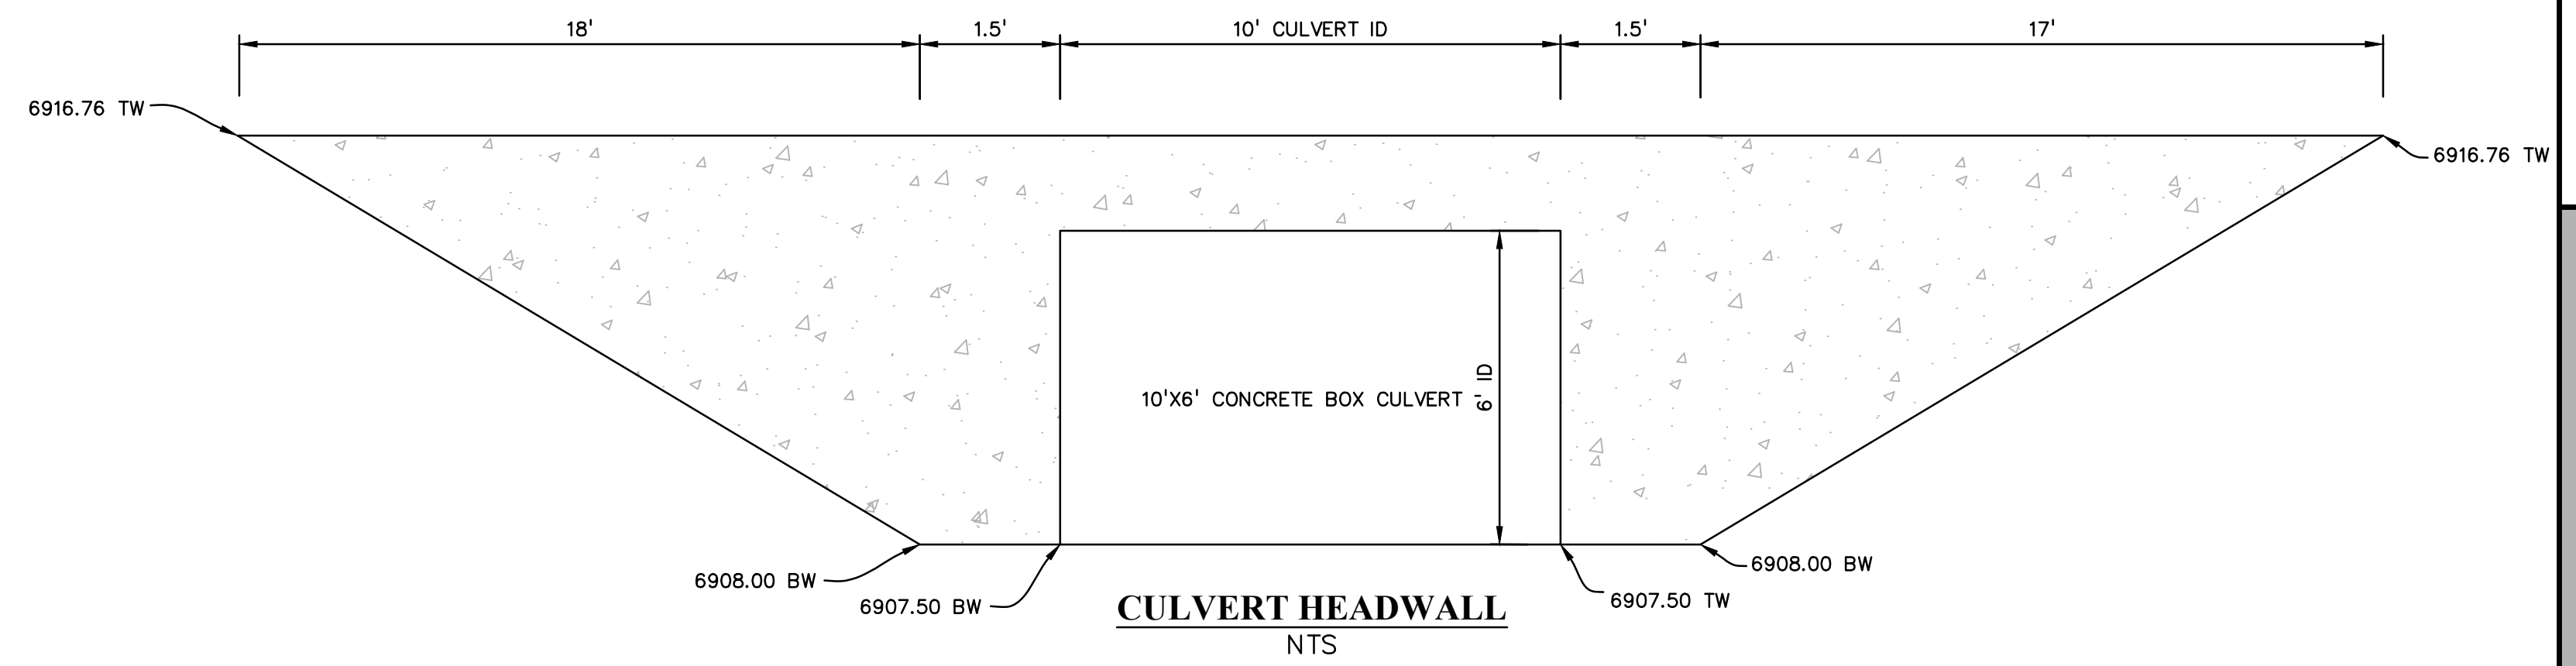 18'
1.5'
10' CULVERT ID
1.5'
17'
6916.76 TW
6916.76 TW
10'X6' CONCRETE BOX CULVERT
6' ID
6908.00 BW
6907.50 BW
6908.00 BW
6907.50 TW
CULVERT HEADWALL
NTS